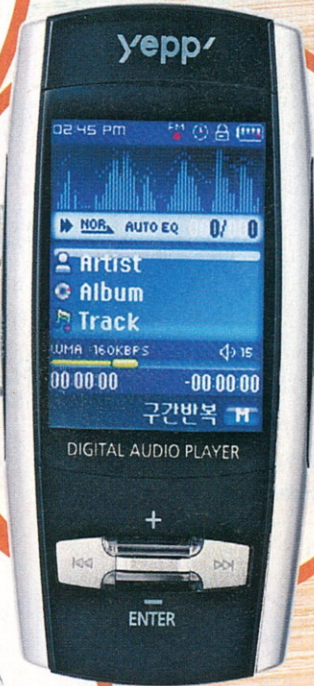 yepp'
02:45 PM FM
NOR. AUTO EQ 0/ 0
Artist
Album
Track
WMA 160KBPS 15
00:00:00 -00:00:00
구간반복 M
DIGITAL AUDIO PLAYER
+
–
ENTER